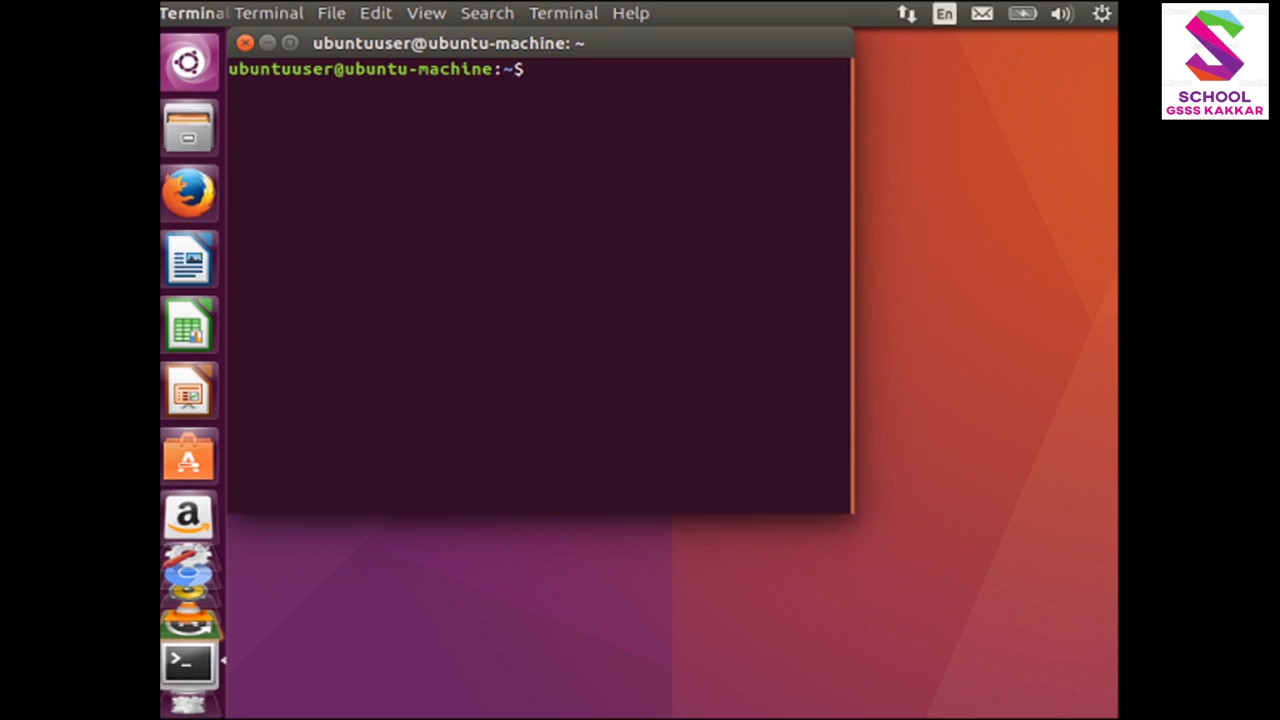 Terminal Terminal File Edit View Search Terminal Help En
ubuntuuser@ubuntu-machine: ~
ubuntuuser@ubuntu-machine:~$
SCHOOL
GSSS KAKKAR